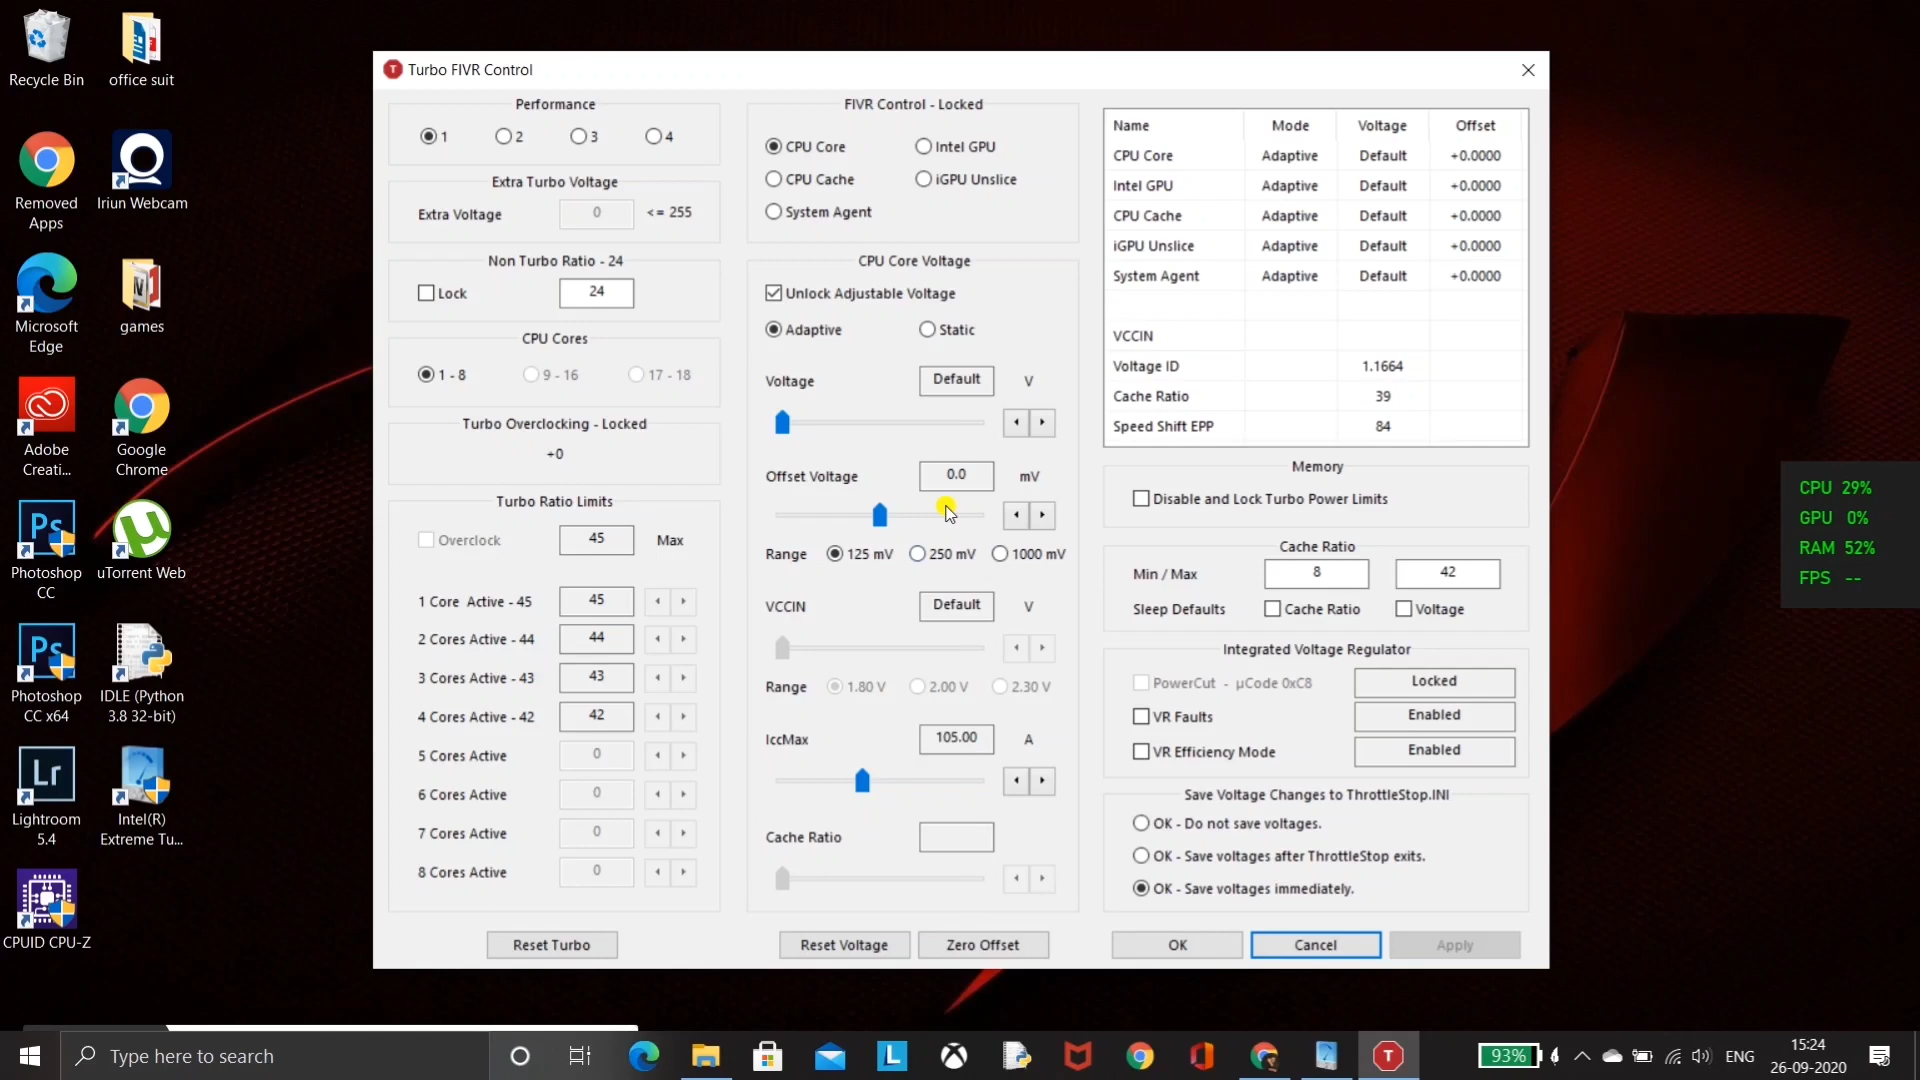 Recycle Bin
office suit
Removed
Apps
Iriun Webcam
Microsoft
Edge
games
Adobe
Creati...
Google
Chrome
Photoshop
CC
uTorrent Web
Photoshop
CC x64
IDLE (Python
3.8 32-bit)
Lightroom
5.4
Intel(R)
Extreme Tu...
CPUID CPU-Z
Turbo FIVR Control
Performance
1 2 3 4
Extra Turbo Voltage
Extra Voltage 0 <= 255
Non Turbo Ratio - 24
Lock 24
CPU Cores
1 - 8 9 - 16 17 - 18
Turbo Overclocking - Locked
+0
Turbo Ratio Limits
Overclock 45 Max
1 Core Active - 45 45
2 Cores Active - 44 44
3 Cores Active - 43 43
4 Cores Active - 42 42
5 Cores Active 0
6 Cores Active 0
7 Cores Active 0
8 Cores Active 0
Reset Turbo
FIVR Control - Locked
CPU Core Intel GPU
CPU Cache iGPU Unslice
System Agent
CPU Core Voltage
Unlock Adjustable Voltage
Adaptive Static
Voltage Default V
Offset Voltage 0.0 mV
Range 125 mV 250 mV 1000 mV
VCCIN Default V
Range 1.80 V 2.00 V 2.30 V
IccMax 105.00 A
Cache Ratio
Reset Voltage Zero Offset
Name Mode Voltage Offset
CPU Core Adaptive Default +0.0000
Intel GPU Adaptive Default +0.0000
CPU Cache Adaptive Default +0.0000
iGPU Unslice Adaptive Default +0.0000
System Agent Adaptive Default +0.0000
VCCIN
Voltage ID 1.1664
Cache Ratio 39
Speed Shift EPP 84
Memory
Disable and Lock Turbo Power Limits
Cache Ratio
Min / Max 8 42
Sleep Defaults Cache Ratio Voltage
Integrated Voltage Regulator
PowerCut - µCode 0xC8 Locked
VR Faults Enabled
VR Efficiency Mode Enabled
Save Voltage Changes to ThrottleStop.INI
OK - Do not save voltages.
OK - Save voltages after ThrottleStop exits.
OK - Save voltages immediately.
OK Cancel Apply
CPU 29%
GPU 0%
RAM 52%
FPS --
Type here to search
93%
ENG
15:24
26-09-2020